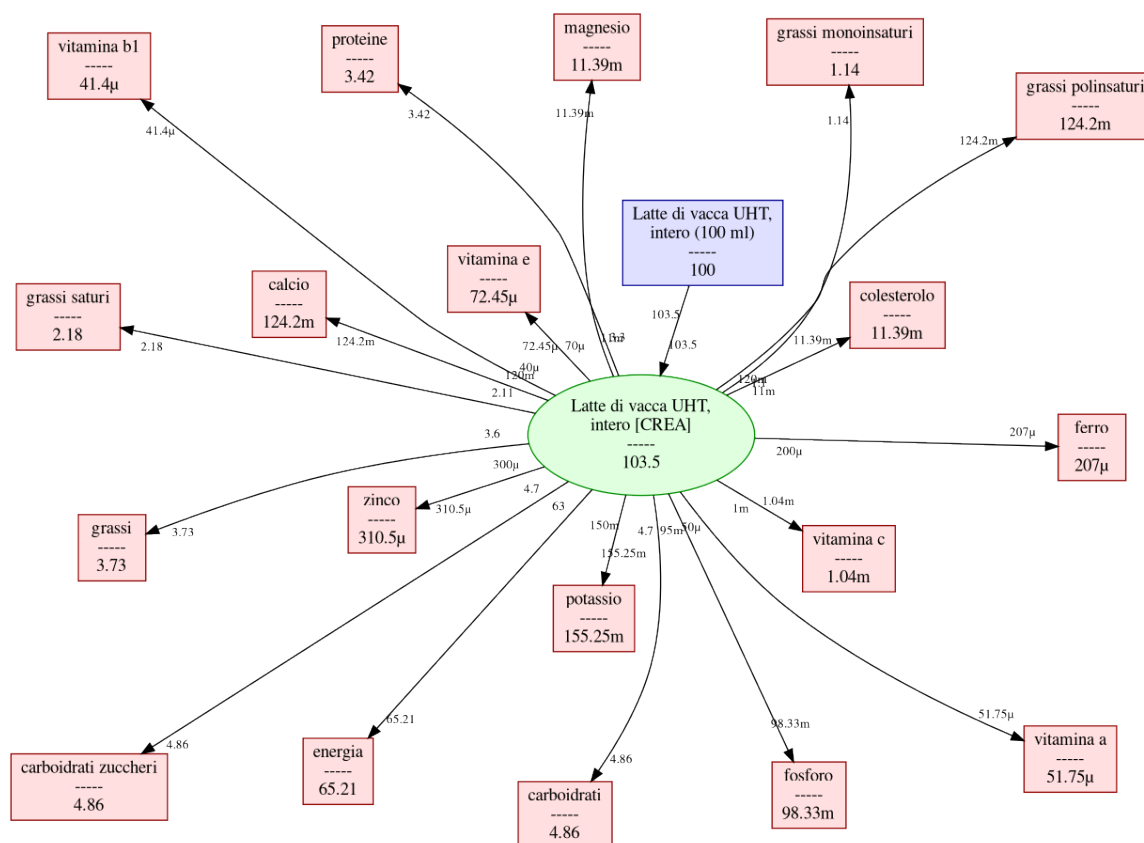 vitamina b1
-----
41.4µ
proteine
-----
3.42
magnesio
-----
11.39m
grassi monoinsaturi
-----
1.14
grassi polinsaturi
-----
124.2m
41.4µ
3.42
11.39m
1.14
124.2m
Latte di vacca UHT,
intero (100 ml)
-----
100
vitamina e
-----
72.45µ
calcio
-----
124.2m
grassi saturi
-----
2.18
colesterolo
-----
11.39m
103.5
103.5
2.18
124.2m
72.45µ
70µ
11m
3.3
11.39m
40µ
120m
2.11
120m
11m
Latte di vacca UHT,
intero [CREA]
-----
103.5
3.6
300µ
4.7
63
200µ
207µ
ferro
-----
207µ
zinco
-----
310.5µ
310.5µ
grassi
-----
3.73
3.73
150m
155.25m
4.7
95m
50µ
1m
1.04m
vitamina c
-----
1.04m
potassio
-----
155.25m
4.86
65.21
4.86
98.33m
51.75µ
carboidrati zuccheri
-----
4.86
energia
-----
65.21
carboidrati
-----
4.86
fosforo
-----
98.33m
vitamina a
-----
51.75µ